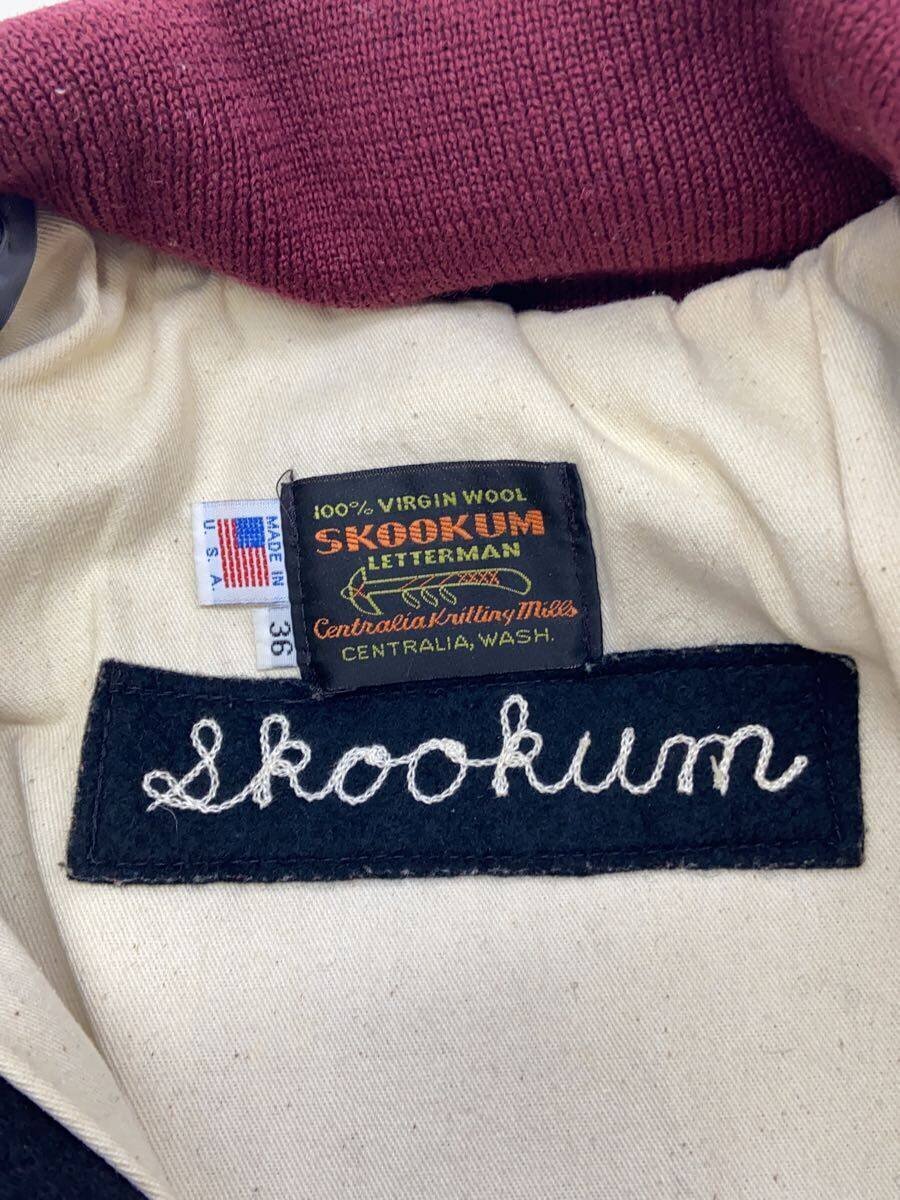 100% VIRGIN WOOL
SKOOKUM
LETTERMAN
Centralia Knitting Mills
CENTRALIA, WASH.
MADE IN
U.S.A.
36
Skookum